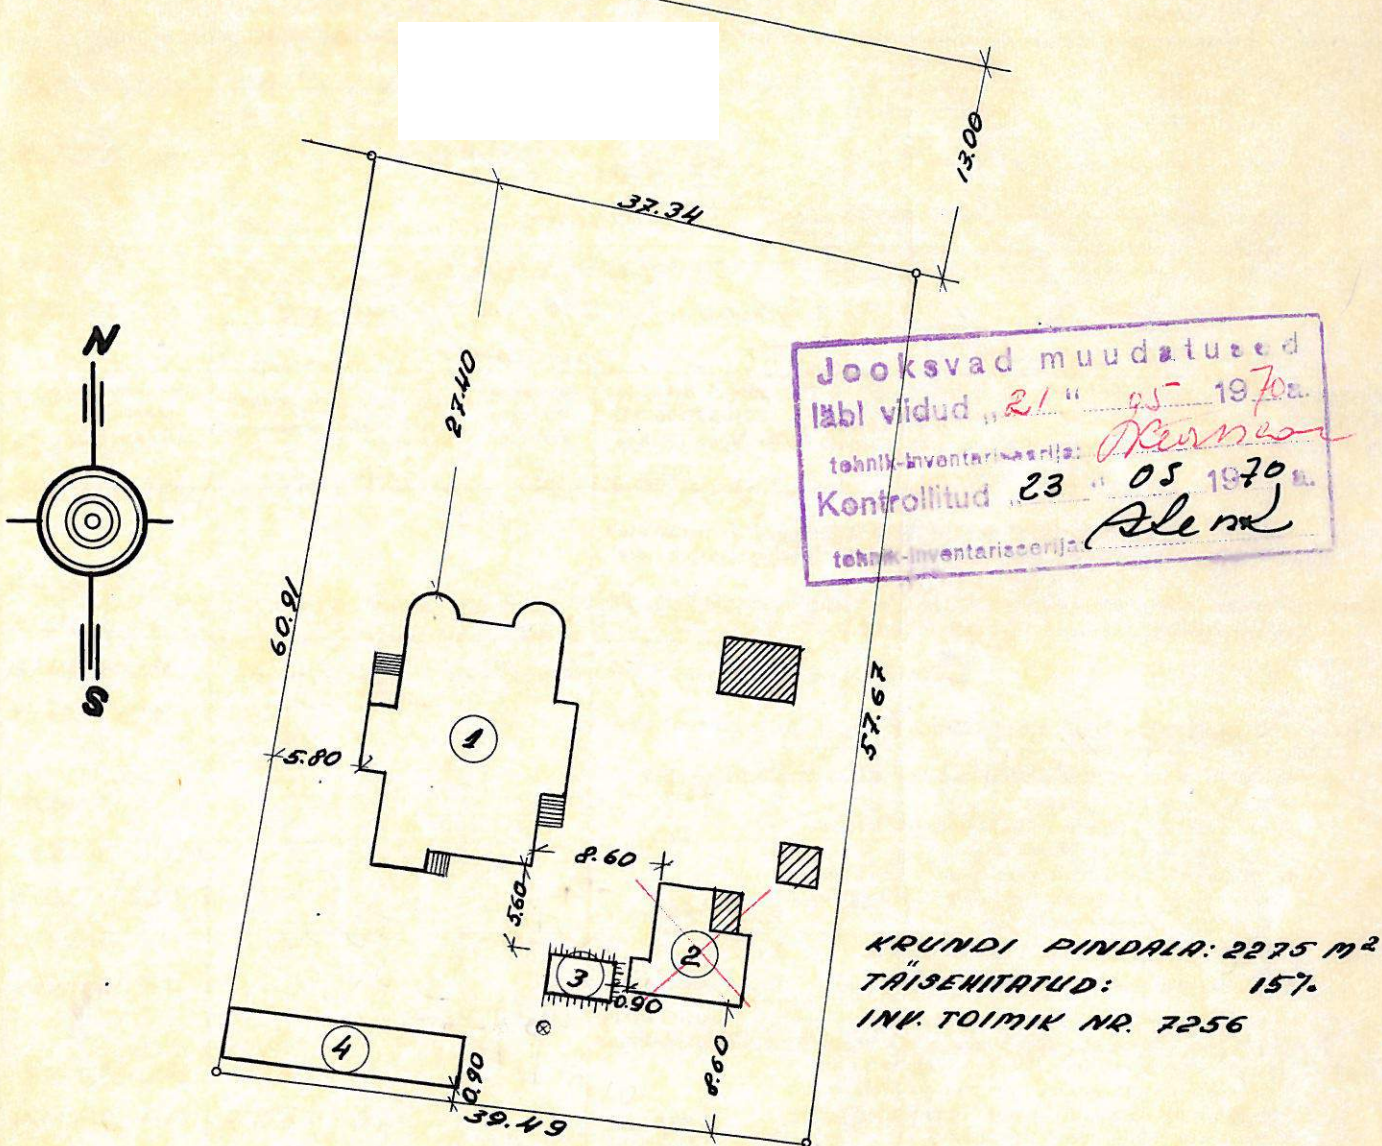 13.00
37.34
27.40
N
S
60.91
57.67
Jooksvad muudatused
läbi viidud „21“ 05 1970a.
tehnik-inventariseerija:
Kontrollitud 23 “ 05 1970 a.
tehnik-inventariseerija:
1
5.80
8.60
5.60
2
3
0.90
4
0.90
8.60
39.49
KRUNDI PINDALA: 2275 M²
TÄISEHITATUD: 15%
INV. TOIMIK NR. 7256